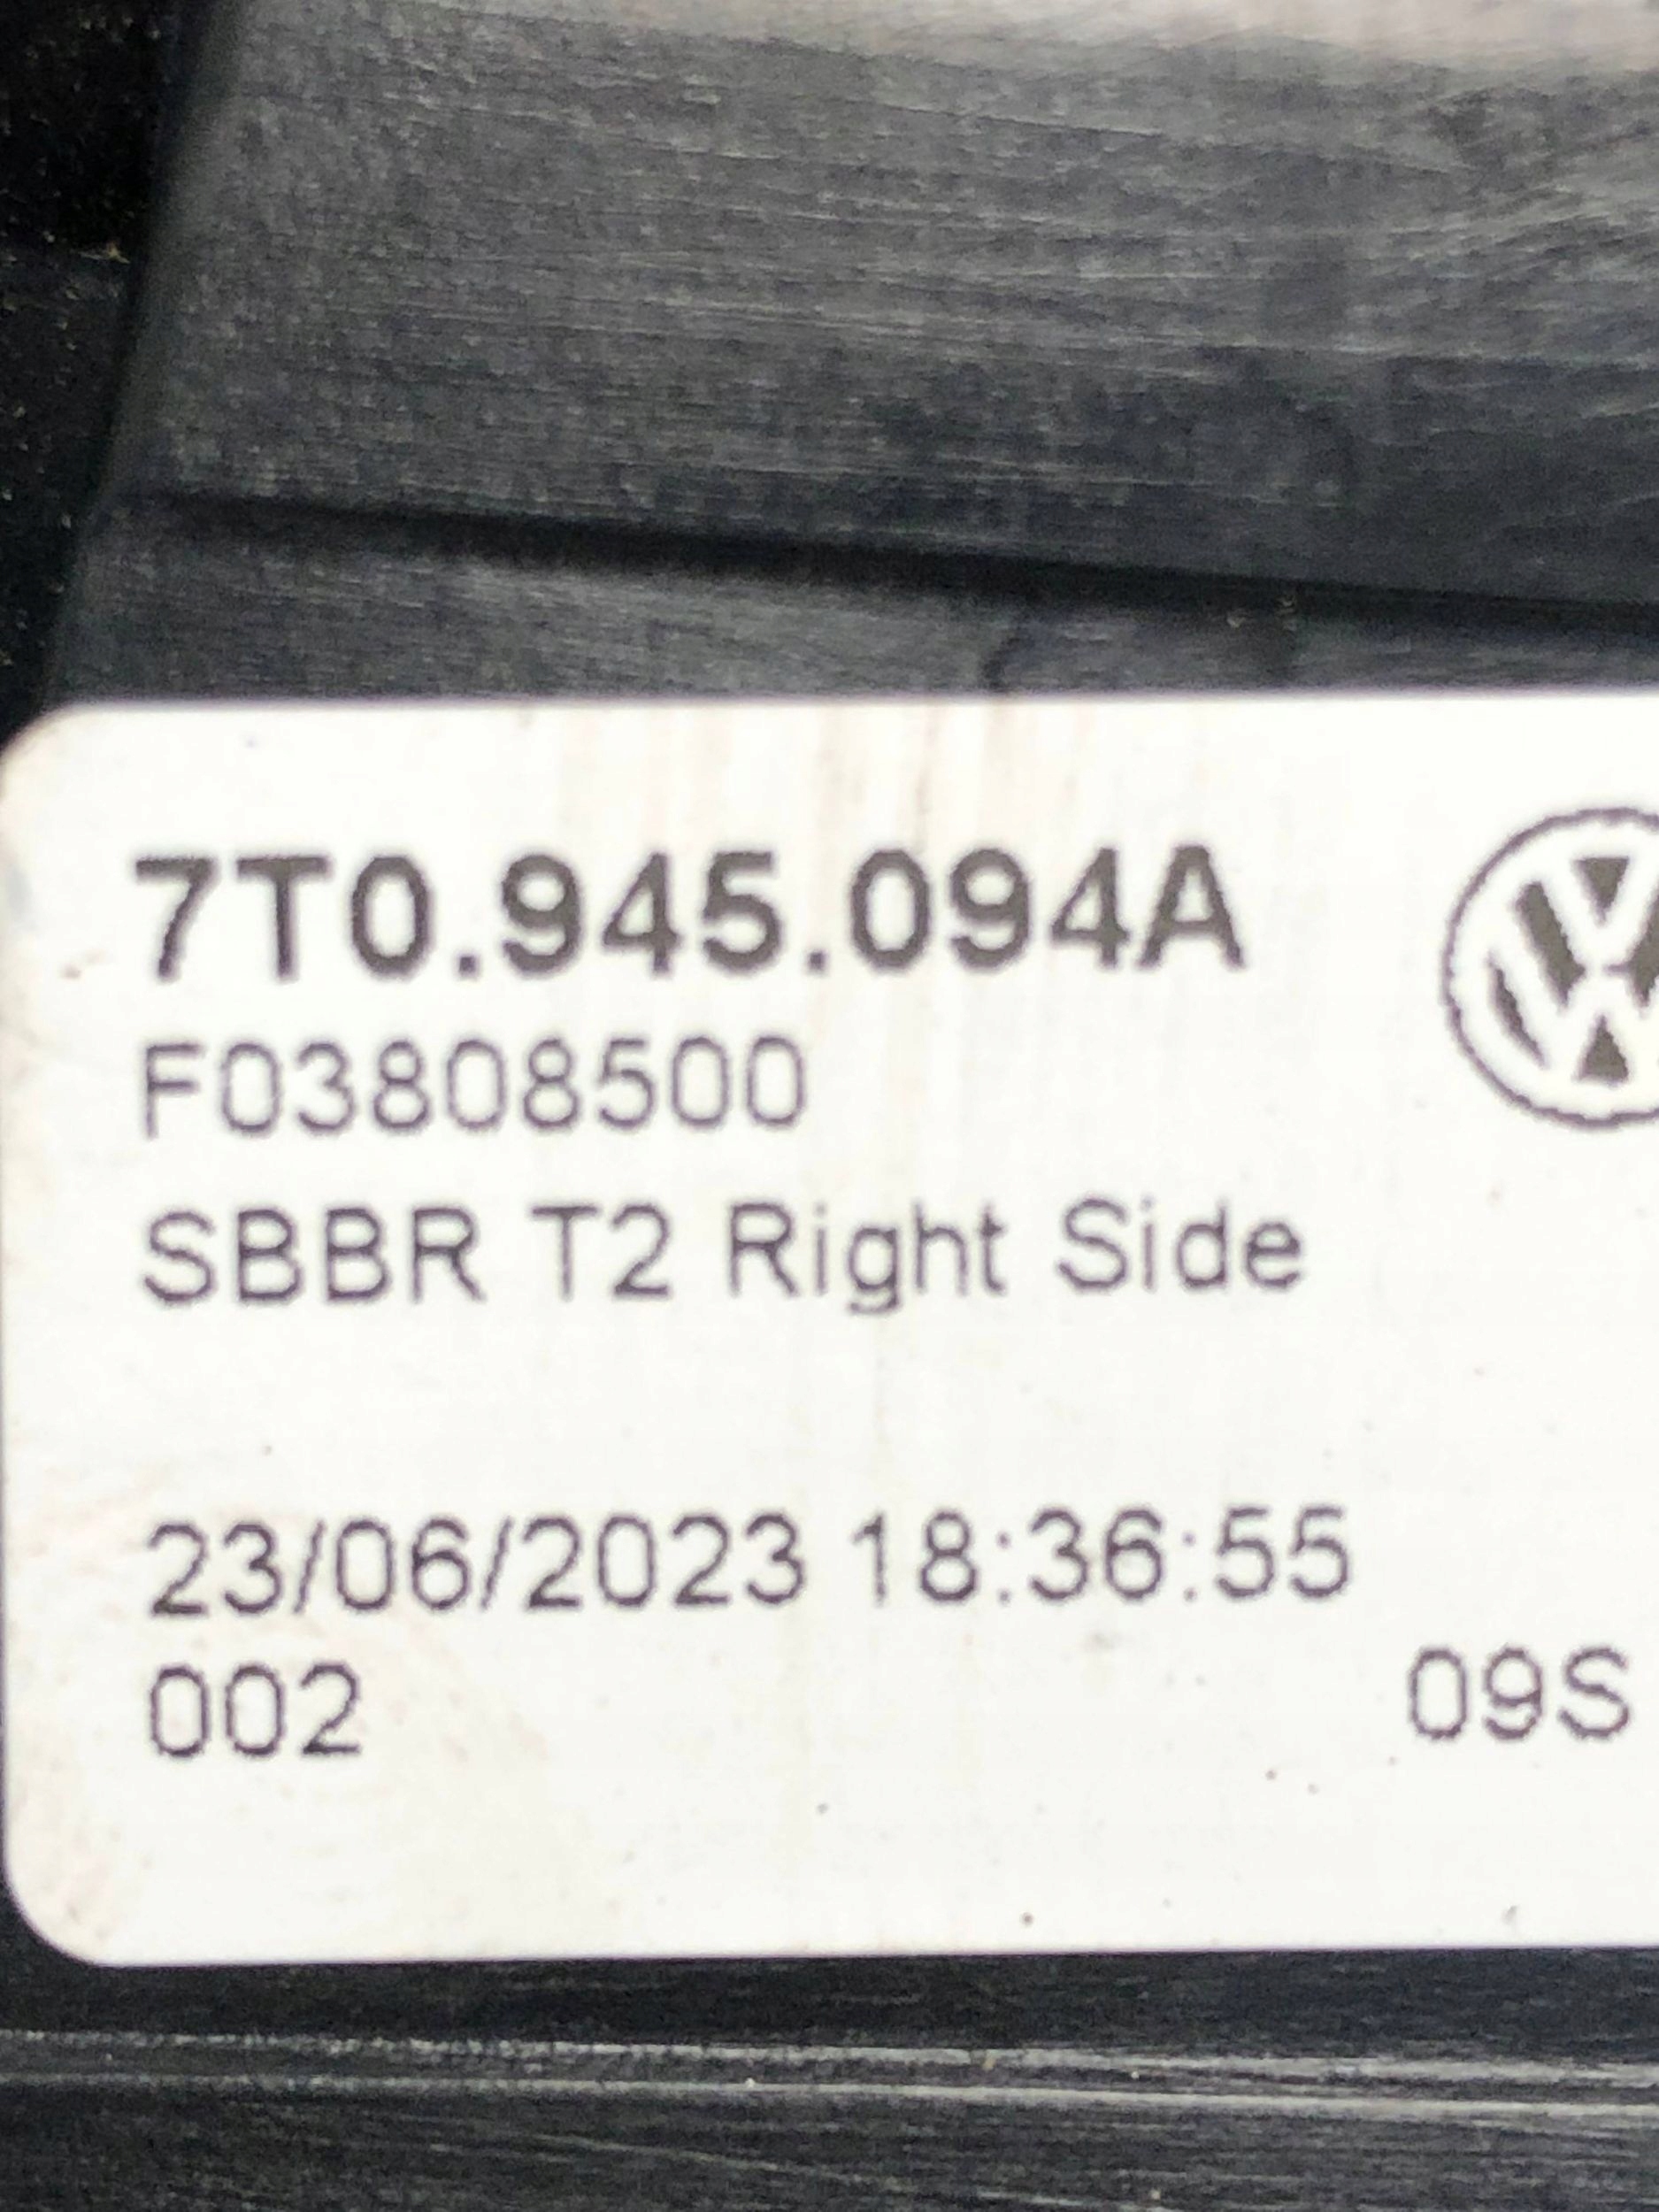 7T0.945.094A
F03808500
SBBR T2 Right Side
23/06/2023 18:36:55
002 09S